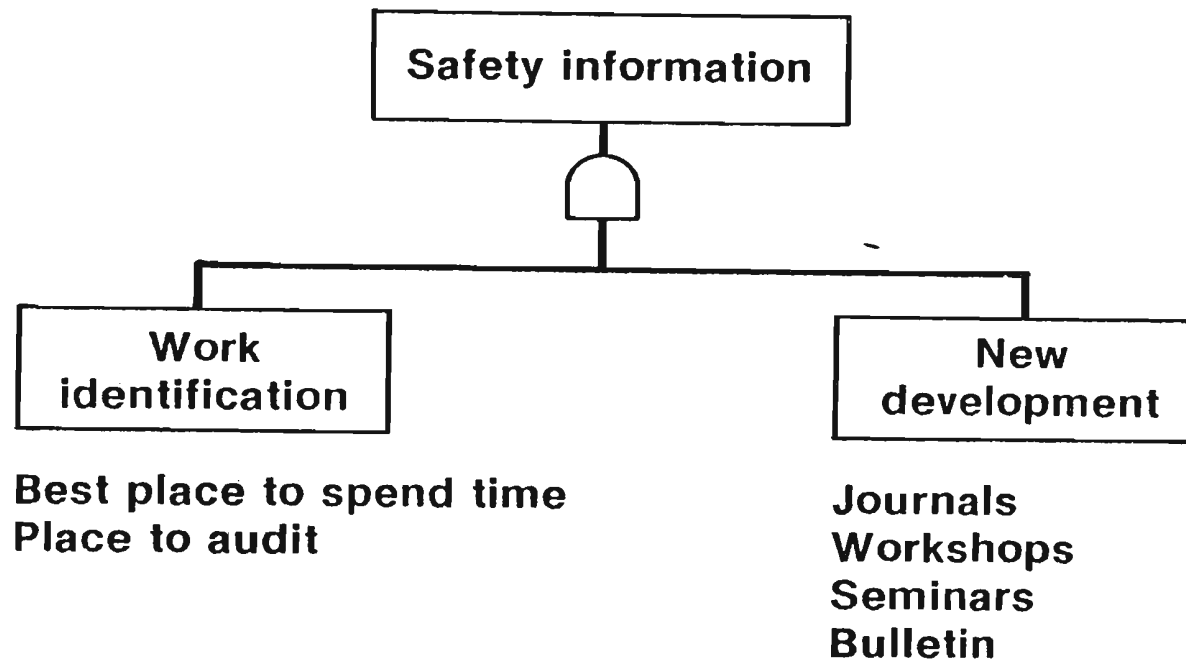 Safety information
Work
identification
New
development
Best place to spend time
Place to audit
Journals
Workshops
Seminars
Bulletin